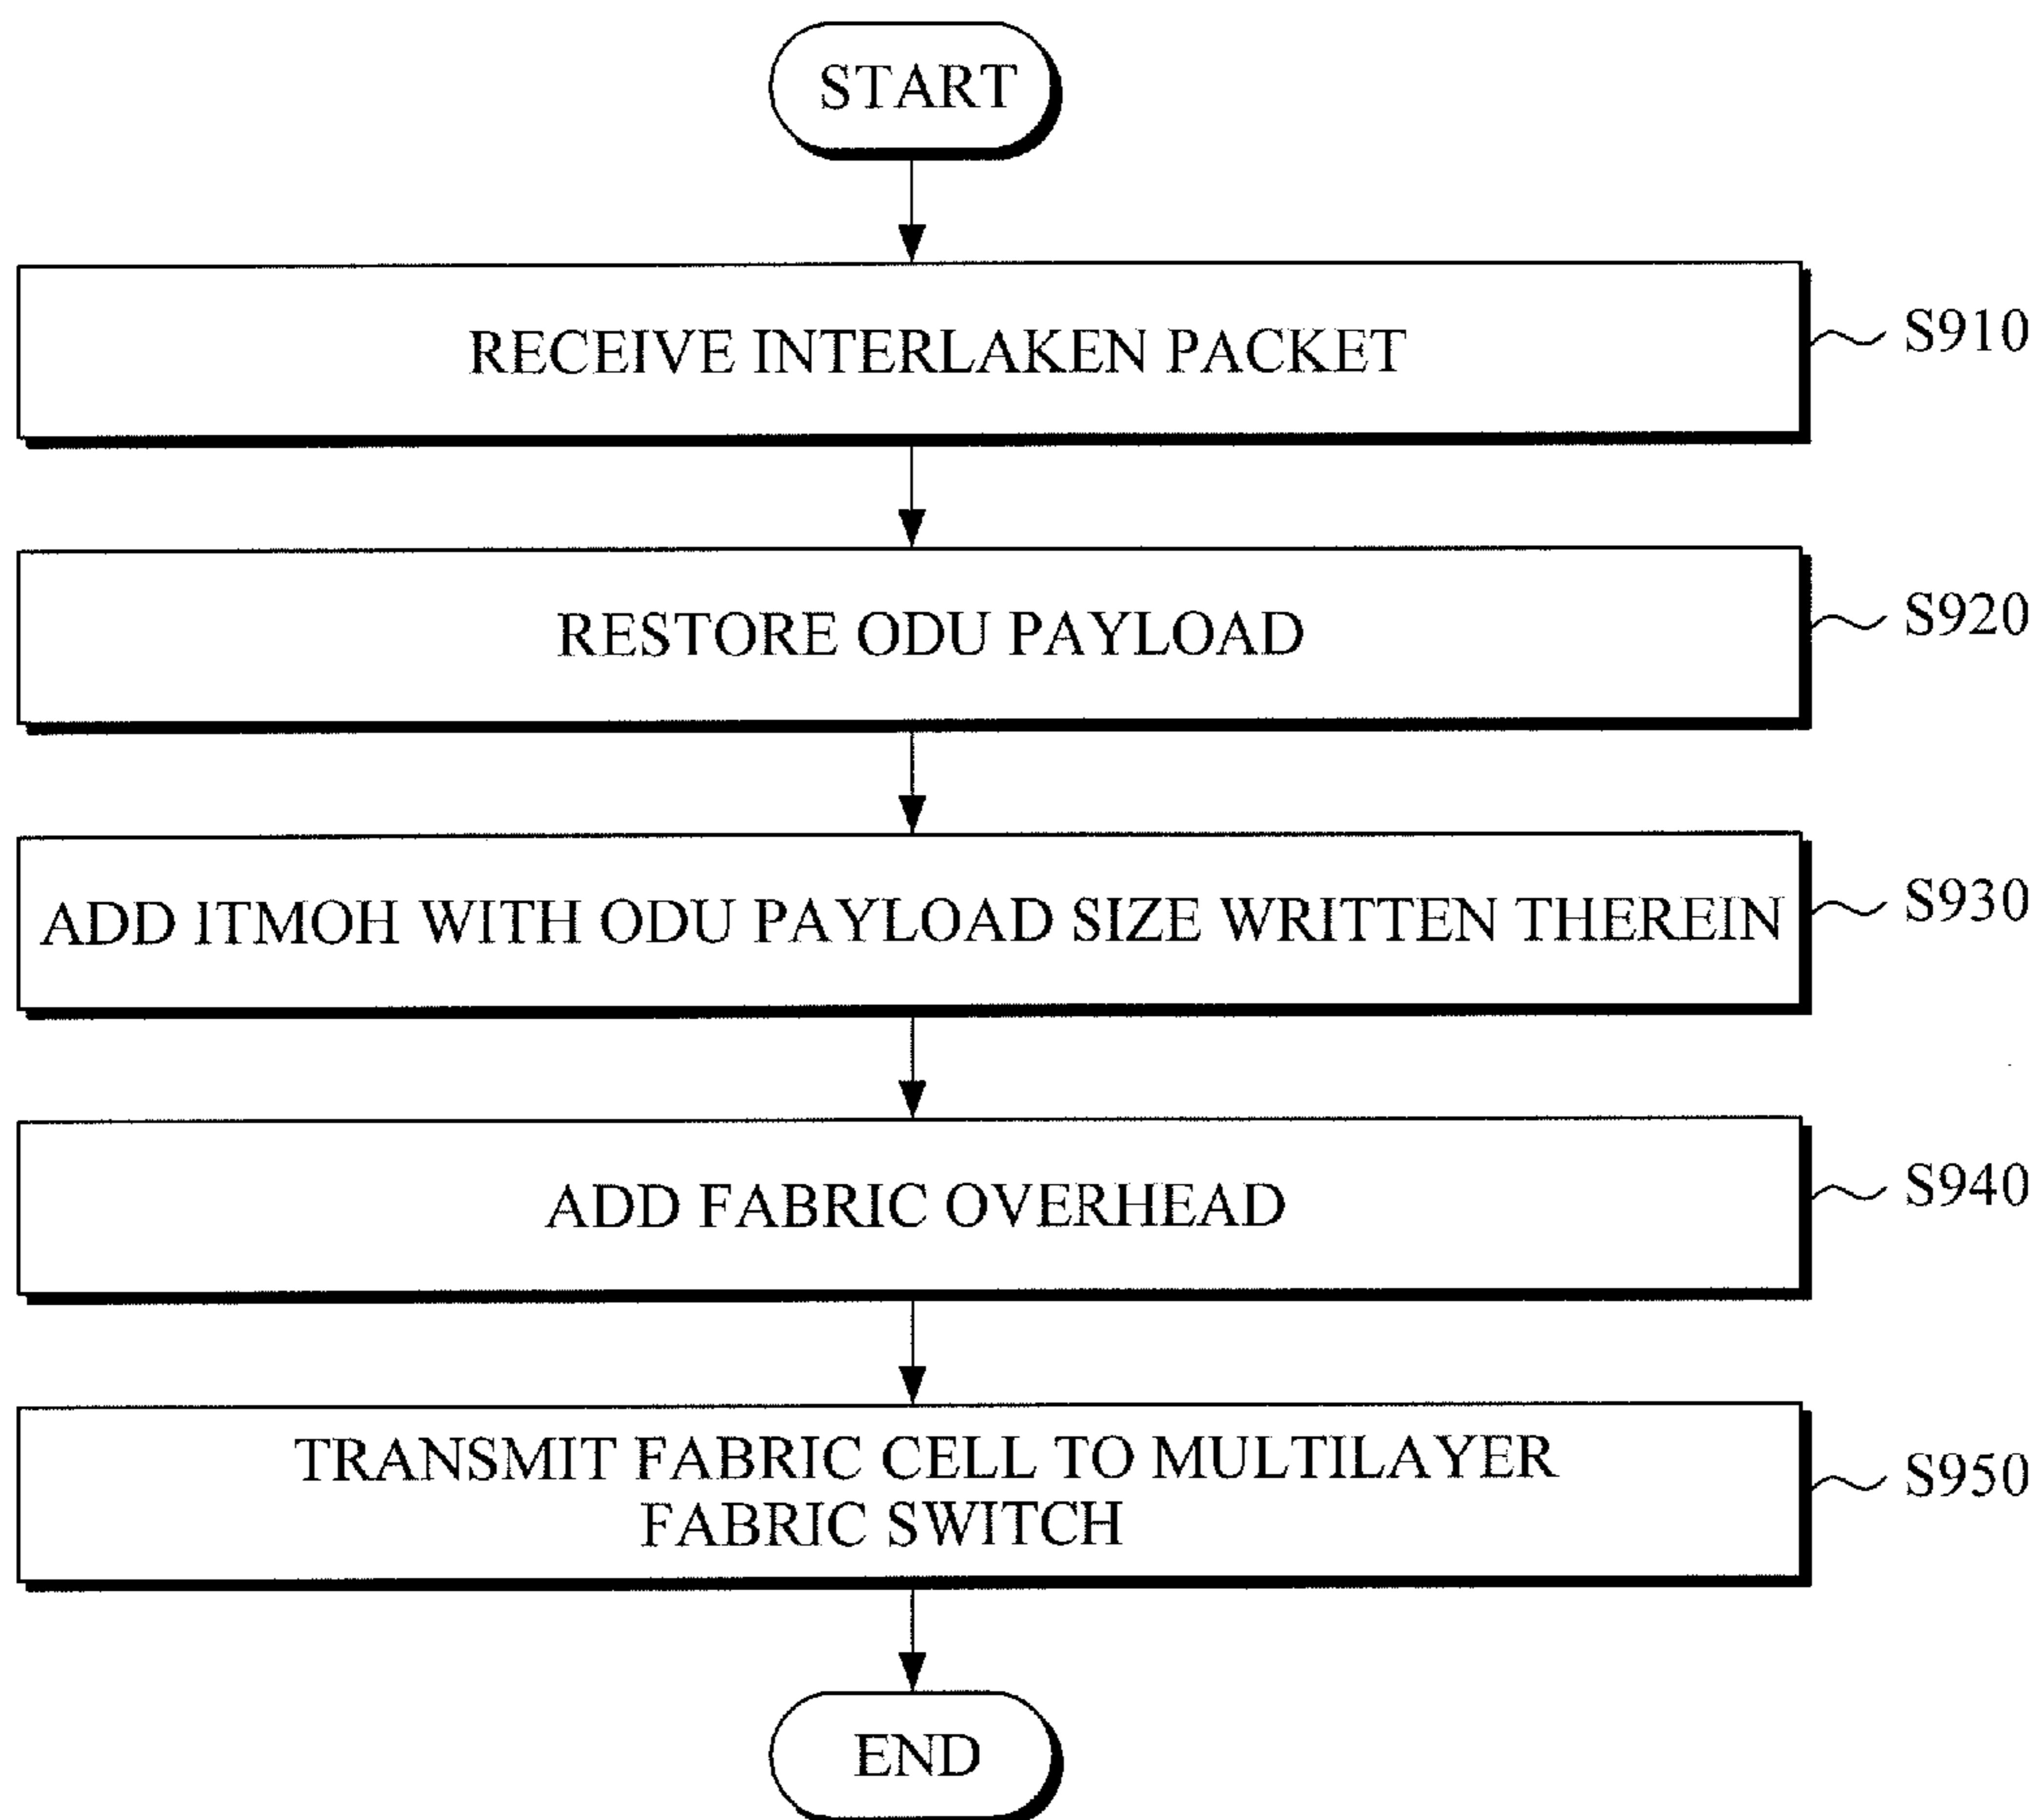 START
RECEIVE INTERLAKEN PACKET
S910
RESTORE ODU PAYLOAD
S920
ADD ITMOH WITH ODU PAYLOAD SIZE WRITTEN THEREIN
S930
ADD FABRIC OVERHEAD
S940
TRANSMIT FABRIC CELL TO MULTILAYER
FABRIC SWITCH
S950
END